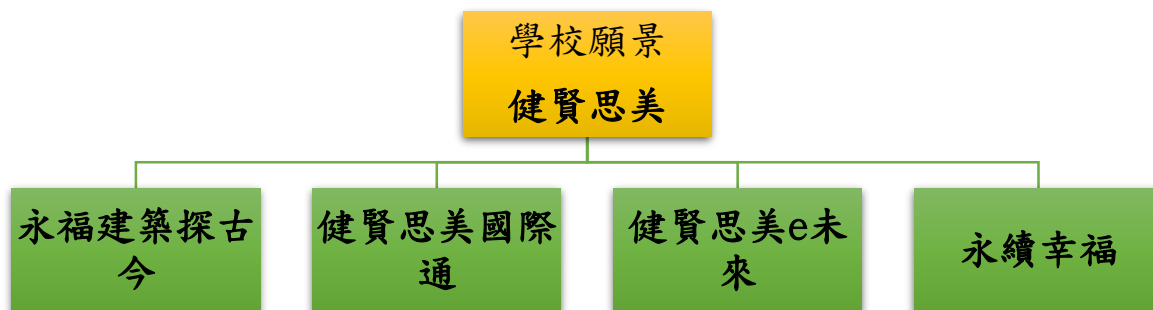 學校願景
健賢思美
永福建築探古
今
健賢思美國際
通
健賢思美e未
來
永續幸福